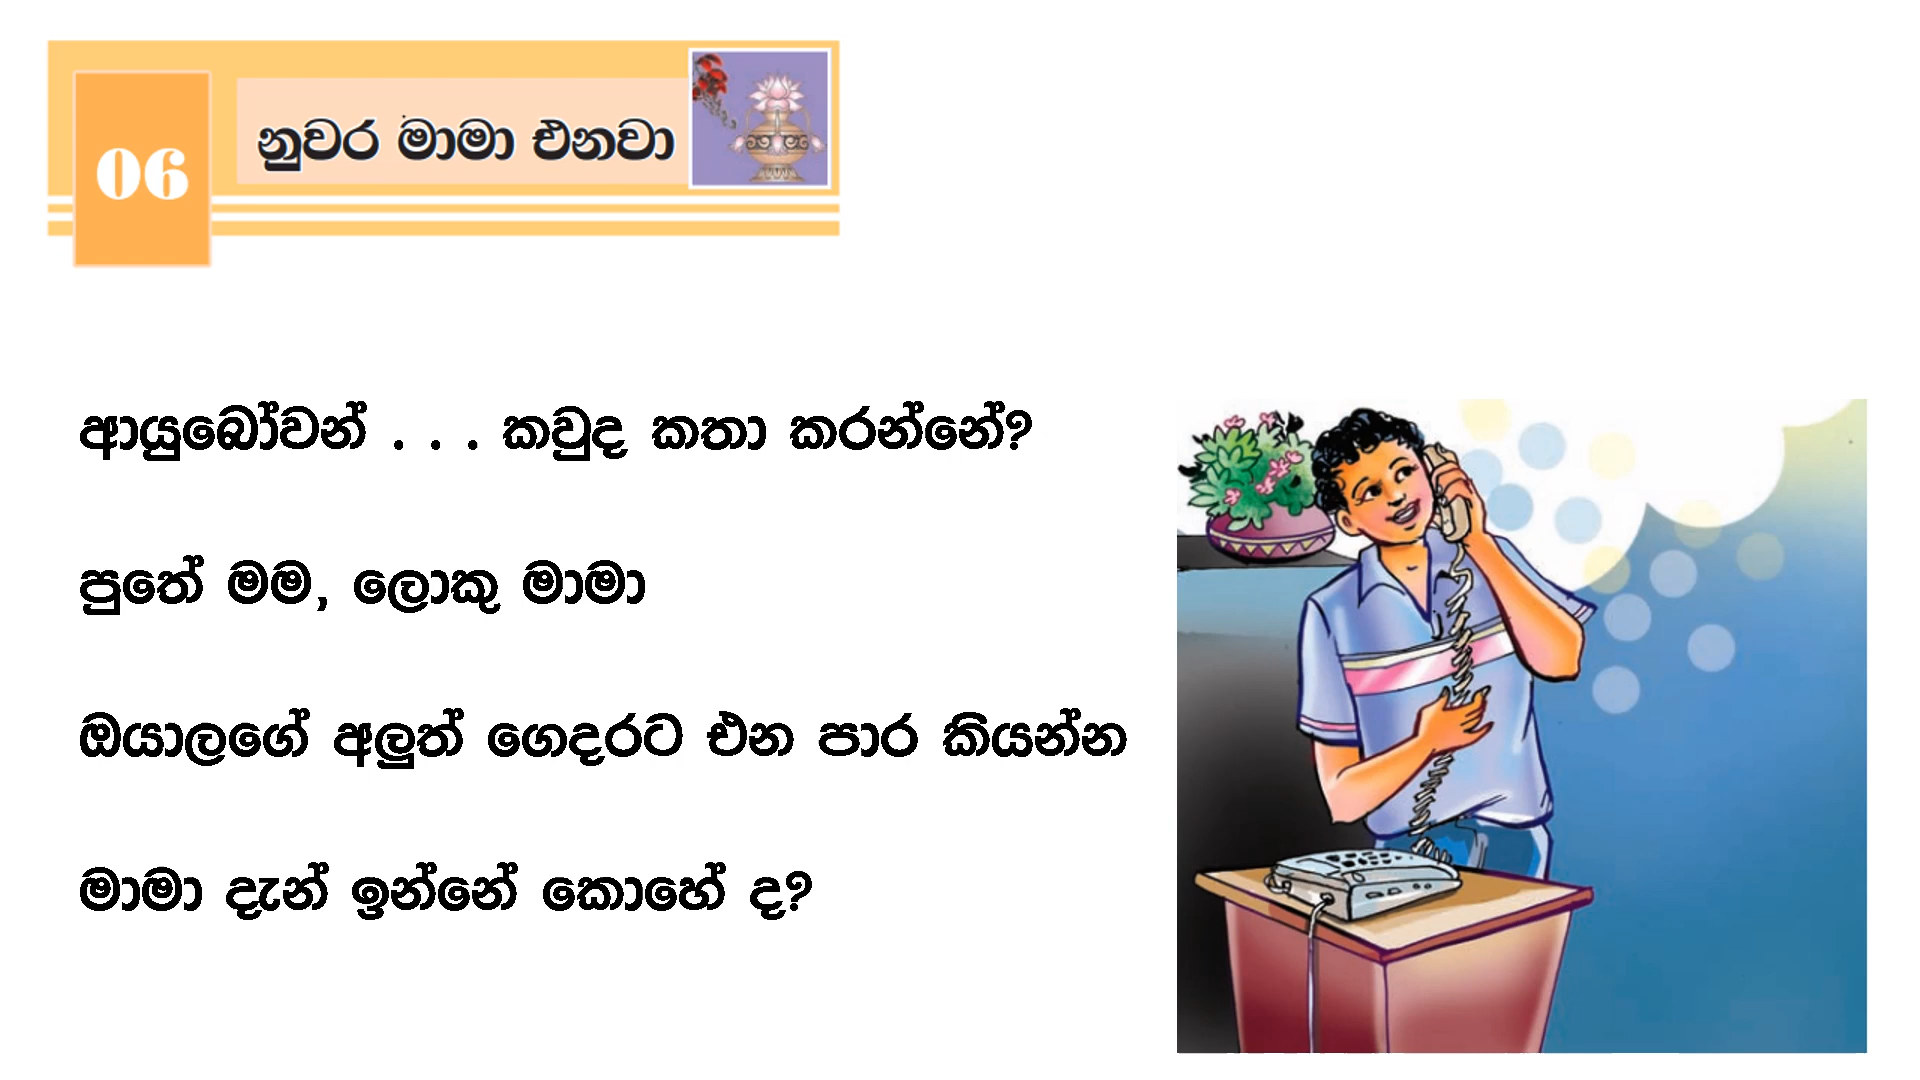 06
නුවර මාමා එනවා
ආයුබෝවන් . . . කවුද කතා කරන්නේ?
පුතේ මම, ලොකු මාමා
ඔයාලගේ අලුත් ගෙදරට එන පාර කියන්න
මාමා දැන් ඉන්නේ කොහේ ද?